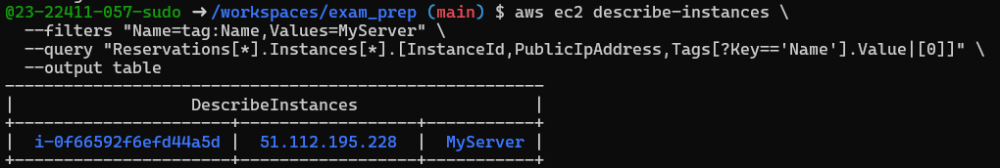 @23-22411-057-sudo ➜/workspaces/exam_prep (main) $ aws ec2 describe-instances \
  --filters "Name=tag:Name,Values=MyServer" \
  --query "Reservations[*].Instances[*].[InstanceId,PublicIpAddress,Tags[?Key=='Name'].Value|[0]]" \
  --output table
-------------------------------------------------------
|                  DescribeInstances                  |
+----------------------+------------------+-----------+
|  i-0f66592f6efd44a5d |  51.112.195.228  |  MyServer |
+----------------------+------------------+-----------+